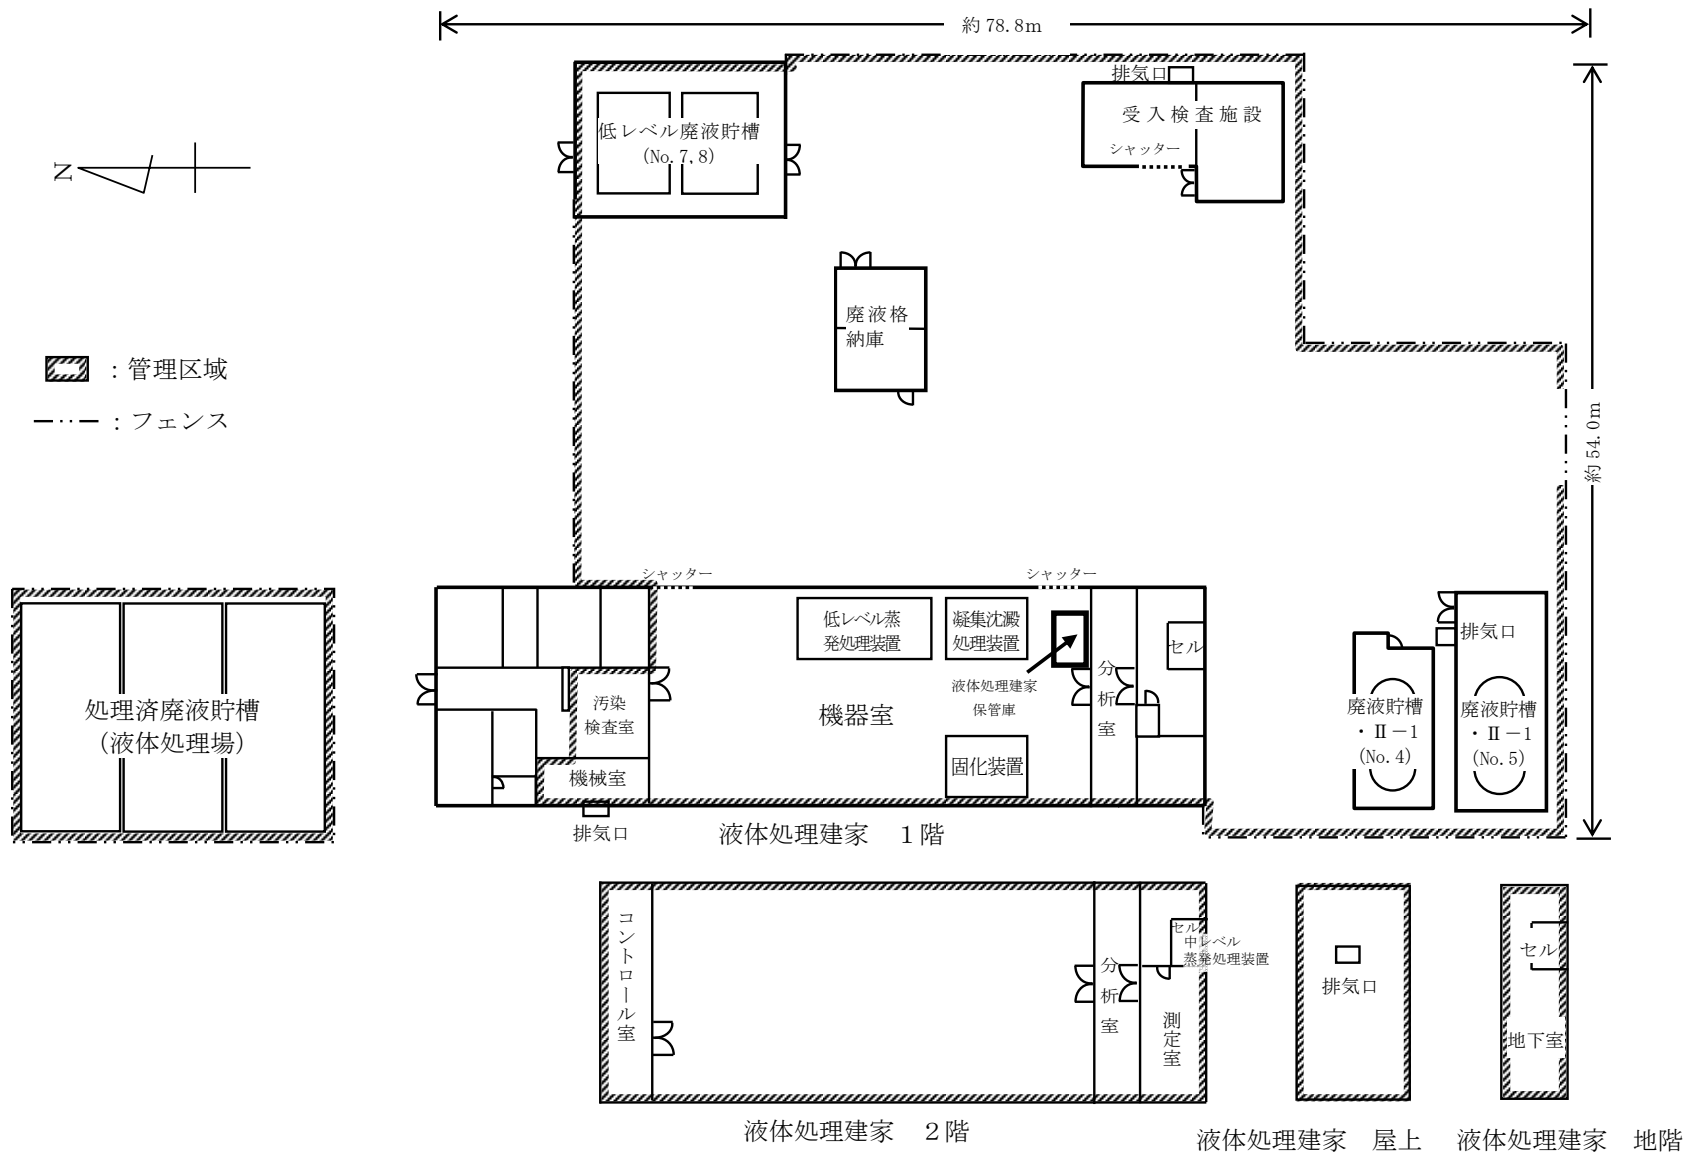 約 78.8m
排気口
受入検査施設
シャッター
低レベル廃液貯槽
(No.7,8)
N
廃液格
納庫
：管理区域
：フェンス
約 54.0m
シャッター
シャッター
低レベル蒸
発処理装置
凝集沈澱
処理装置
セル
排気口
分析室
液体処理建家
保管庫
汚染
検査室
機器室
廃液貯槽
・Ⅱ－1
(No.4)
廃液貯槽
・Ⅱ－1
(No.5)
処理済廃液貯槽
(液体処理場)
固化装置
機械室
排気口
液体処理建家　１階
コントロール室
セル
中レベル
蒸発処理装置
分析室
測定室
排気口
セル
地下室
液体処理建家　２階
液体処理建家　屋上
液体処理建家　地階